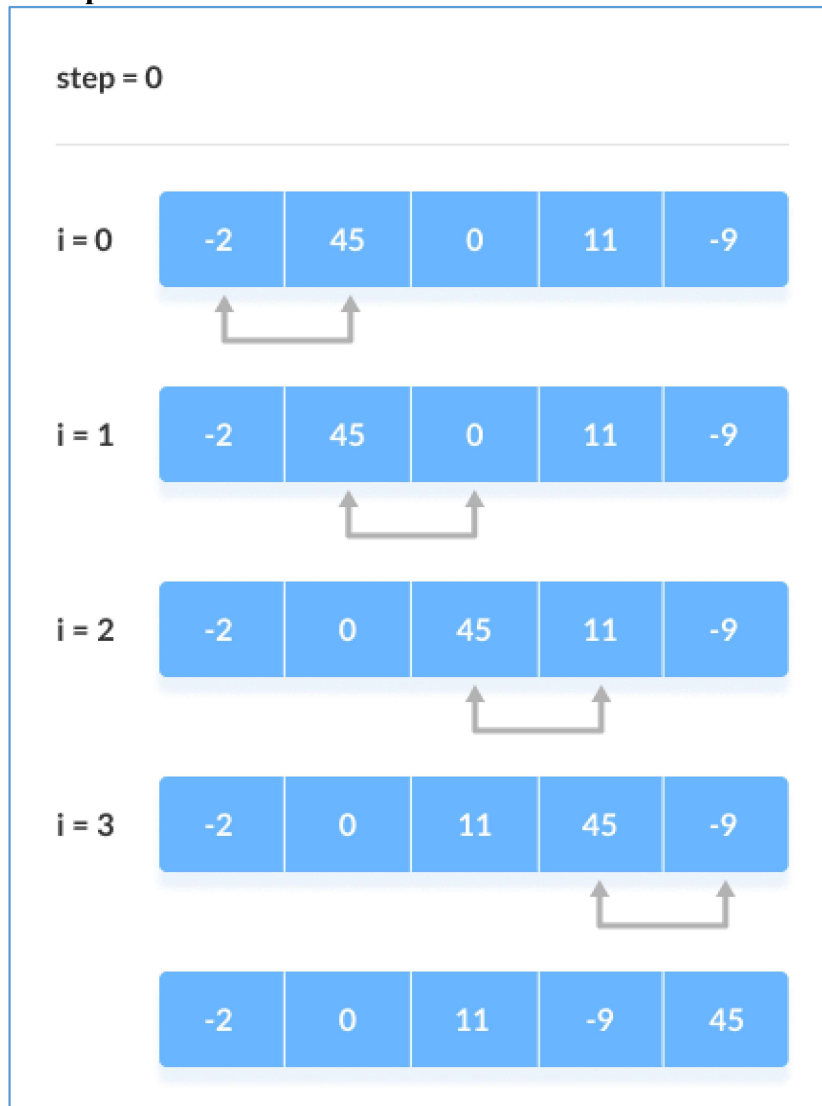 step = 0
i = 0 -2 45 0 11 -9
i = 1 -2 45 0 11 -9
i = 2 -2 0 45 11 -9
i = 3 -2 0 11 45 -9
-2 0 11 -9 45